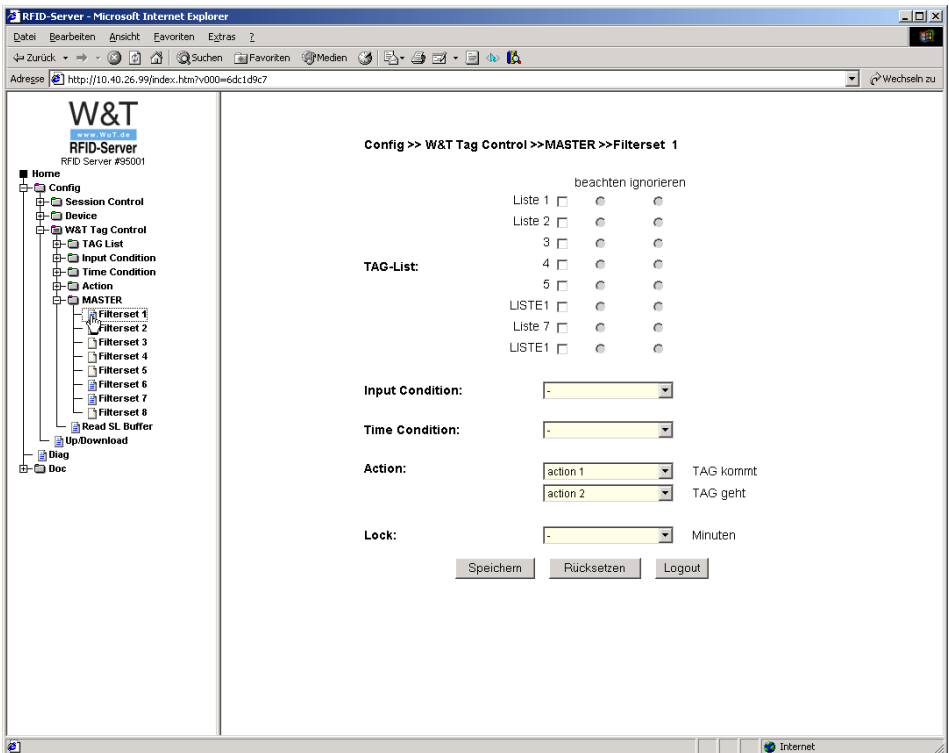 RFID-Server - Microsoft Internet Explorer
Datei Bearbeiten Ansicht Favoriten Extras ?
Zurück Suchen Favoriten Medien
Adresse http://10.40.26.99/index.htm?v000=6dc1d9c7 Wechseln zu
W&T
www.WuT.de
RFID-Server
RFID Server #95001
Home
Config
Session Control
Device
W&T Tag Control
TAG List
Input Condition
Time Condition
Action
MASTER
Filterset 1
Filterset 2
Filterset 3
Filterset 4
Filterset 5
Filterset 6
Filterset 7
Filterset 8
Read SL Buffer
Up/Download
Diag
Doc
Config >> W&T Tag Control >>MASTER >>Filterset 1
beachten ignorieren
Liste 1
Liste 2
3
TAG-List: 4
5
LISTE1
Liste 7
LISTE1
Input Condition: -
Time Condition: -
Action: action 1 TAG kommt
action 2 TAG geht
Lock: - Minuten
Speichern Rücksetzen Logout
Internet